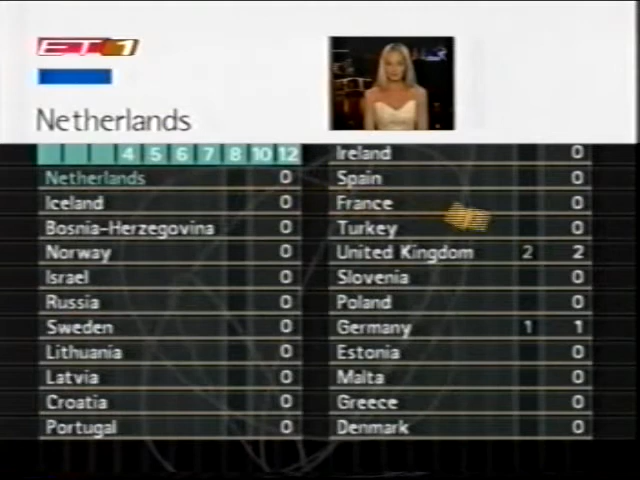 ET1
Netherlands
4 5 6 7 8 10 12
Netherlands 0
Iceland 0
Bosnia-Herzegovina 0
Norway 0
Israel 0
Russia 0
Sweden 0
Lithuania 0
Latvia 0
Croatia 0
Portugal 0
Ireland 0
Spain 0
France 0
Turkey 0
United Kingdom 2 2
Slovenia 0
Poland 0
Germany 1 1
Estonia 0
Malta 0
Greece 0
Denmark 0